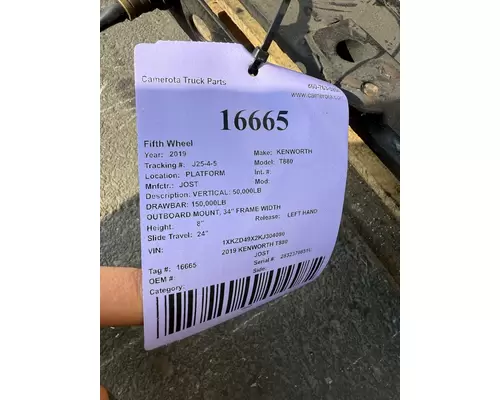 Camerota Truck Parts
www.camerota.
16665
Fifth Wheel
Year: 2019 Make: KENWORTH
Tracking #: J25-4-5 Model: T880
Location: PLATFORM Int. #
Mnfctr.: JOST Mod:
Description: VERTICAL: 50,000LB
DRAWBAR: 150,000LB
OUTBOARD MOUNT, 34" FRAME WIDTH
Height: 8" Release: LEFT HAND
Slide Travel: 24"
VIN: 1XKZD49X2KJ304090
2019 KENWORTH T880
JOST
Tag #: 16665 Serial #
OEM #: Side:
Category: